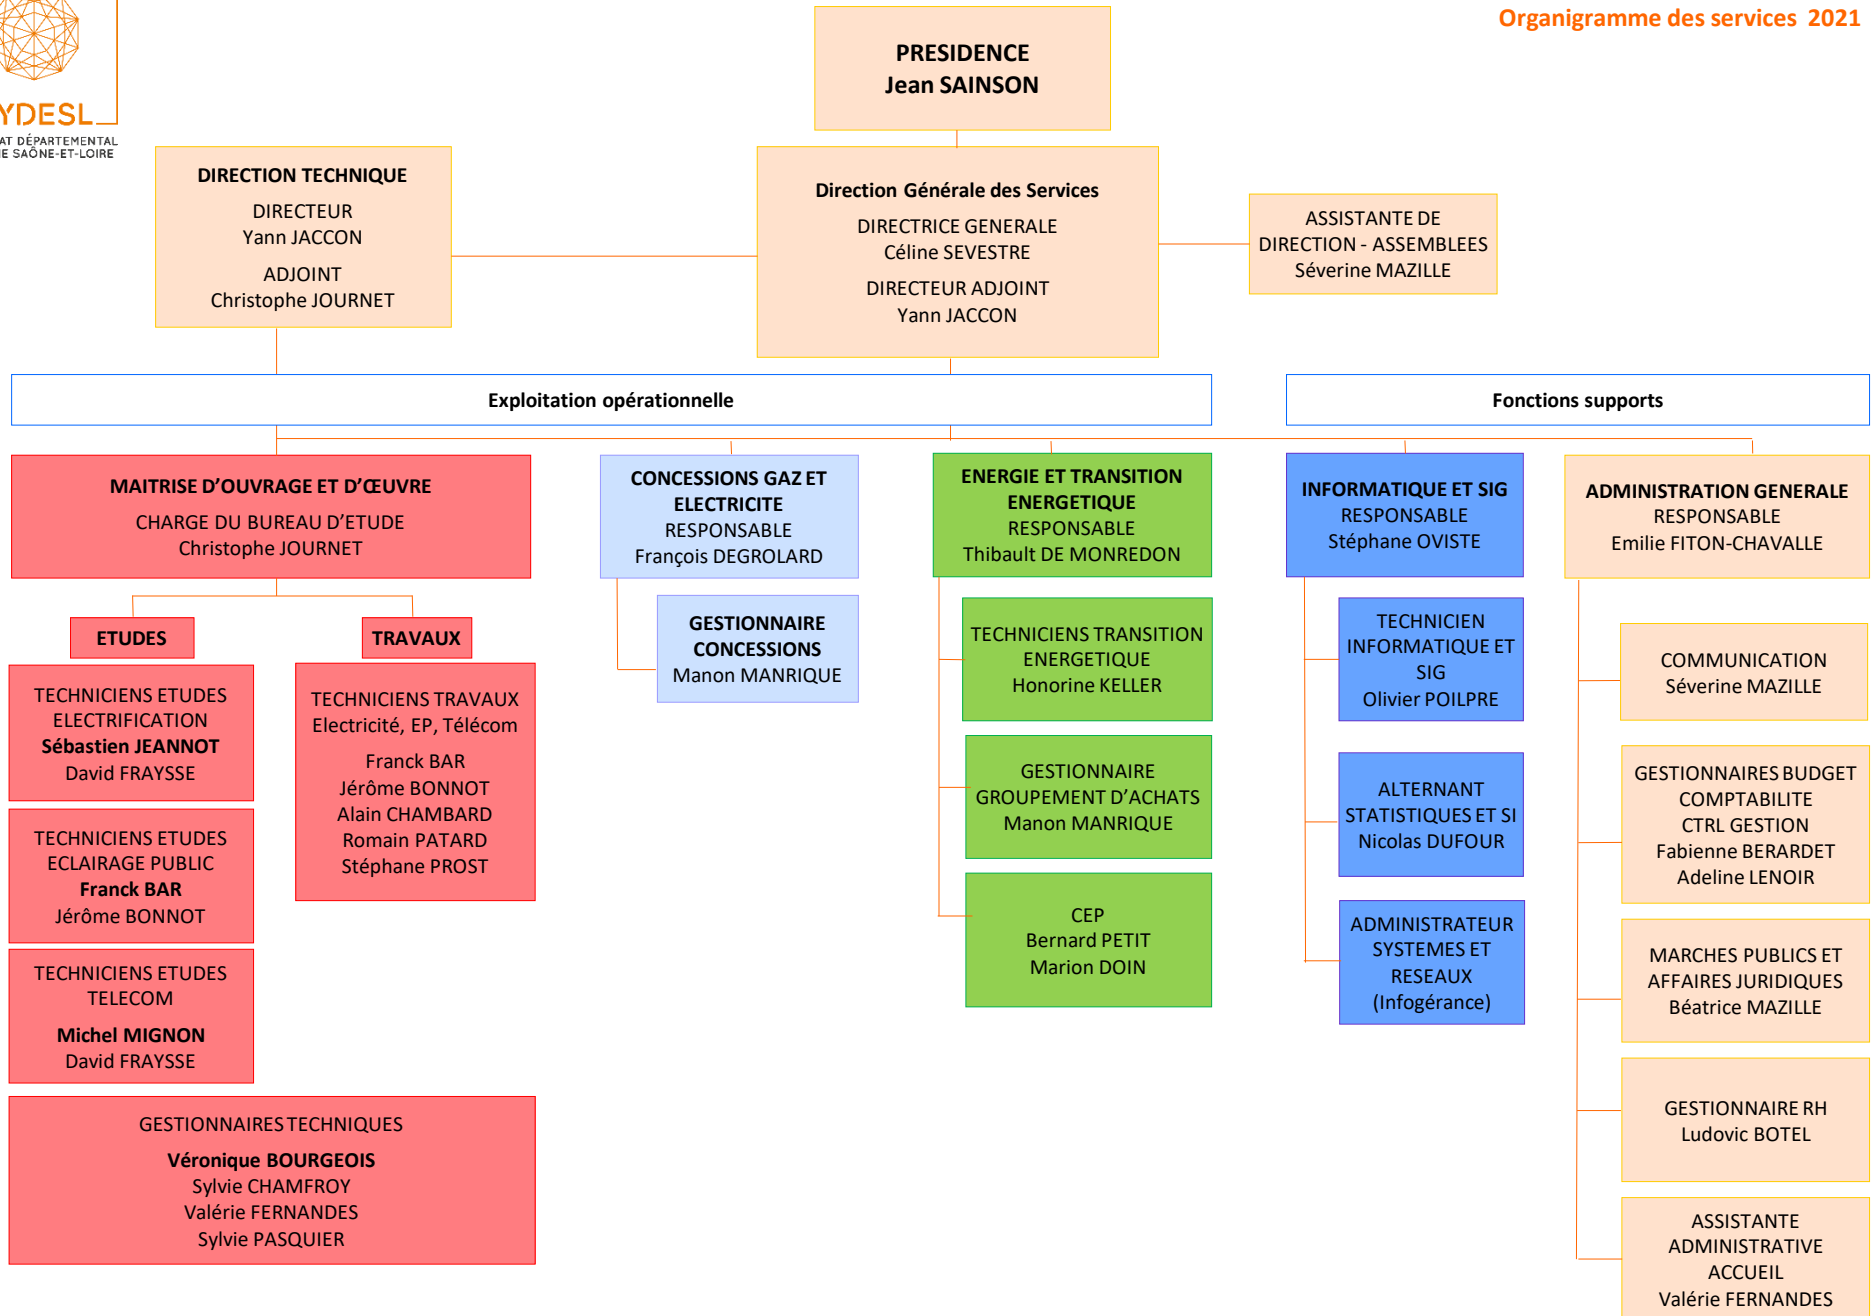 Organigramme des services 2021
YDESL
AT DÉPARTEMENTAL
IE SAÔNE-ET-LOIRE
PRESIDENCE
Jean SAINSON
DIRECTION TECHNIQUE
DIRECTEUR
Yann JACCON
ADJOINT
Christophe JOURNET
Direction Générale des Services
DIRECTRICE GENERALE
Céline SEVESTRE
DIRECTEUR ADJOINT
Yann JACCON
ASSISTANTE DE
DIRECTION - ASSEMBLEES
Séverine MAZILLE
Exploitation opérationnelle
Fonctions supports
MAITRISE D'OUVRAGE ET D'ŒUVRE
CHARGE DU BUREAU D'ETUDE
Christophe JOURNET
ETUDES
TRAVAUX
TECHNICIENS ETUDES
ELECTRIFICATION
Sébastien JEANNOT
David FRAYSSE
TECHNICIENS ETUDES
ECLAIRAGE PUBLIC
Franck BAR
Jérôme BONNOT
TECHNICIENS ETUDES
TELECOM
Michel MIGNON
David FRAYSSE
TECHNICIENS TRAVAUX
Electricité, EP, Télécom
Franck BAR
Jérôme BONNOT
Alain CHAMBARD
Romain PATARD
Stéphane PROST
GESTIONNAIRES TECHNIQUES
Véronique BOURGEOIS
Sylvie CHAMFROY
Valérie FERNANDES
Sylvie PASQUIER
CONCESSIONS GAZ ET
ELECTRICITE
RESPONSABLE
François DEGROLARD
GESTIONNAIRE
CONCESSIONS
Manon MANRIQUE
ENERGIE ET TRANSITION
ENERGETIQUE
RESPONSABLE
Thibault DE MONREDON
TECHNICIENS TRANSITION
ENERGETIQUE
Honorine KELLER
GESTIONNAIRE
GROUPEMENT D'ACHATS
Manon MANRIQUE
CEP
Bernard PETIT
Marion DOIN
INFORMATIQUE ET SIG
RESPONSABLE
Stéphane OVISTE
TECHNICIEN
INFORMATIQUE ET
SIG
Olivier POILPRE
ALTERNANT
STATISTIQUES ET SI
Nicolas DUFOUR
ADMINISTRATEUR
SYSTEMES ET
RESEAUX
(Infogérance)
ADMINISTRATION GENERALE
RESPONSABLE
Emilie FITON-CHAVALLE
COMMUNICATION
Séverine MAZILLE
GESTIONNAIRES BUDGET
COMPTABILITE
CTRL GESTION
Fabienne BERARDET
Adeline LENOIR
MARCHES PUBLICS ET
AFFAIRES JURIDIQUES
Béatrice MAZILLE
GESTIONNAIRE RH
Ludovic BOTEL
ASSISTANTE
ADMINISTRATIVE
ACCUEIL
Valérie FERNANDES